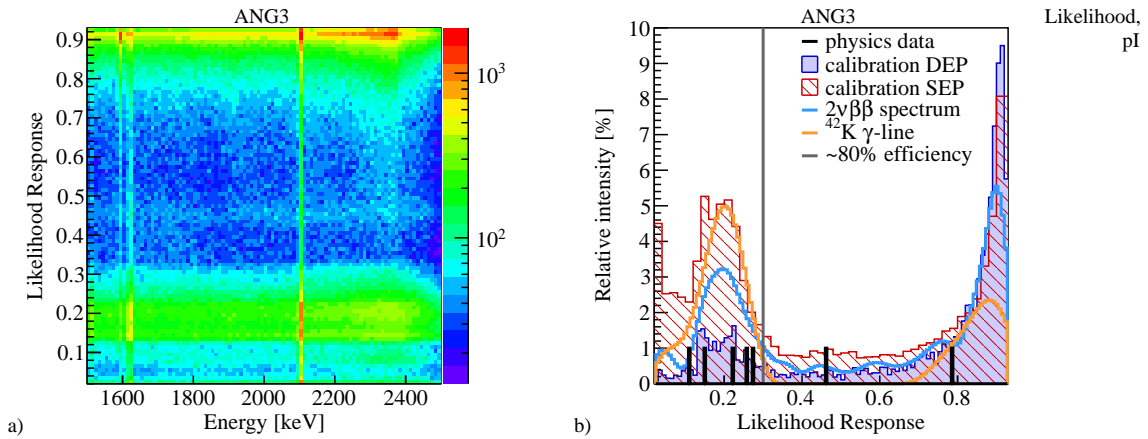 ANG3
0.9
0.8
0.7
0.6
0.5
0.4
0.3
0.2
0.1
Likelihood Response
1600 1800 2000 2200 2400
Energy [keV]
10³
10²
a)
ANG3
Likelihood,
pI
physics data
calibration DEP
calibration SEP
2νββ spectrum
⁴²K γ-line
~80% efficiency
10
9
8
7
6
5
4
3
2
1
0
Relative intensity [%]
0.2 0.4 0.6 0.8
Likelihood Response
b)